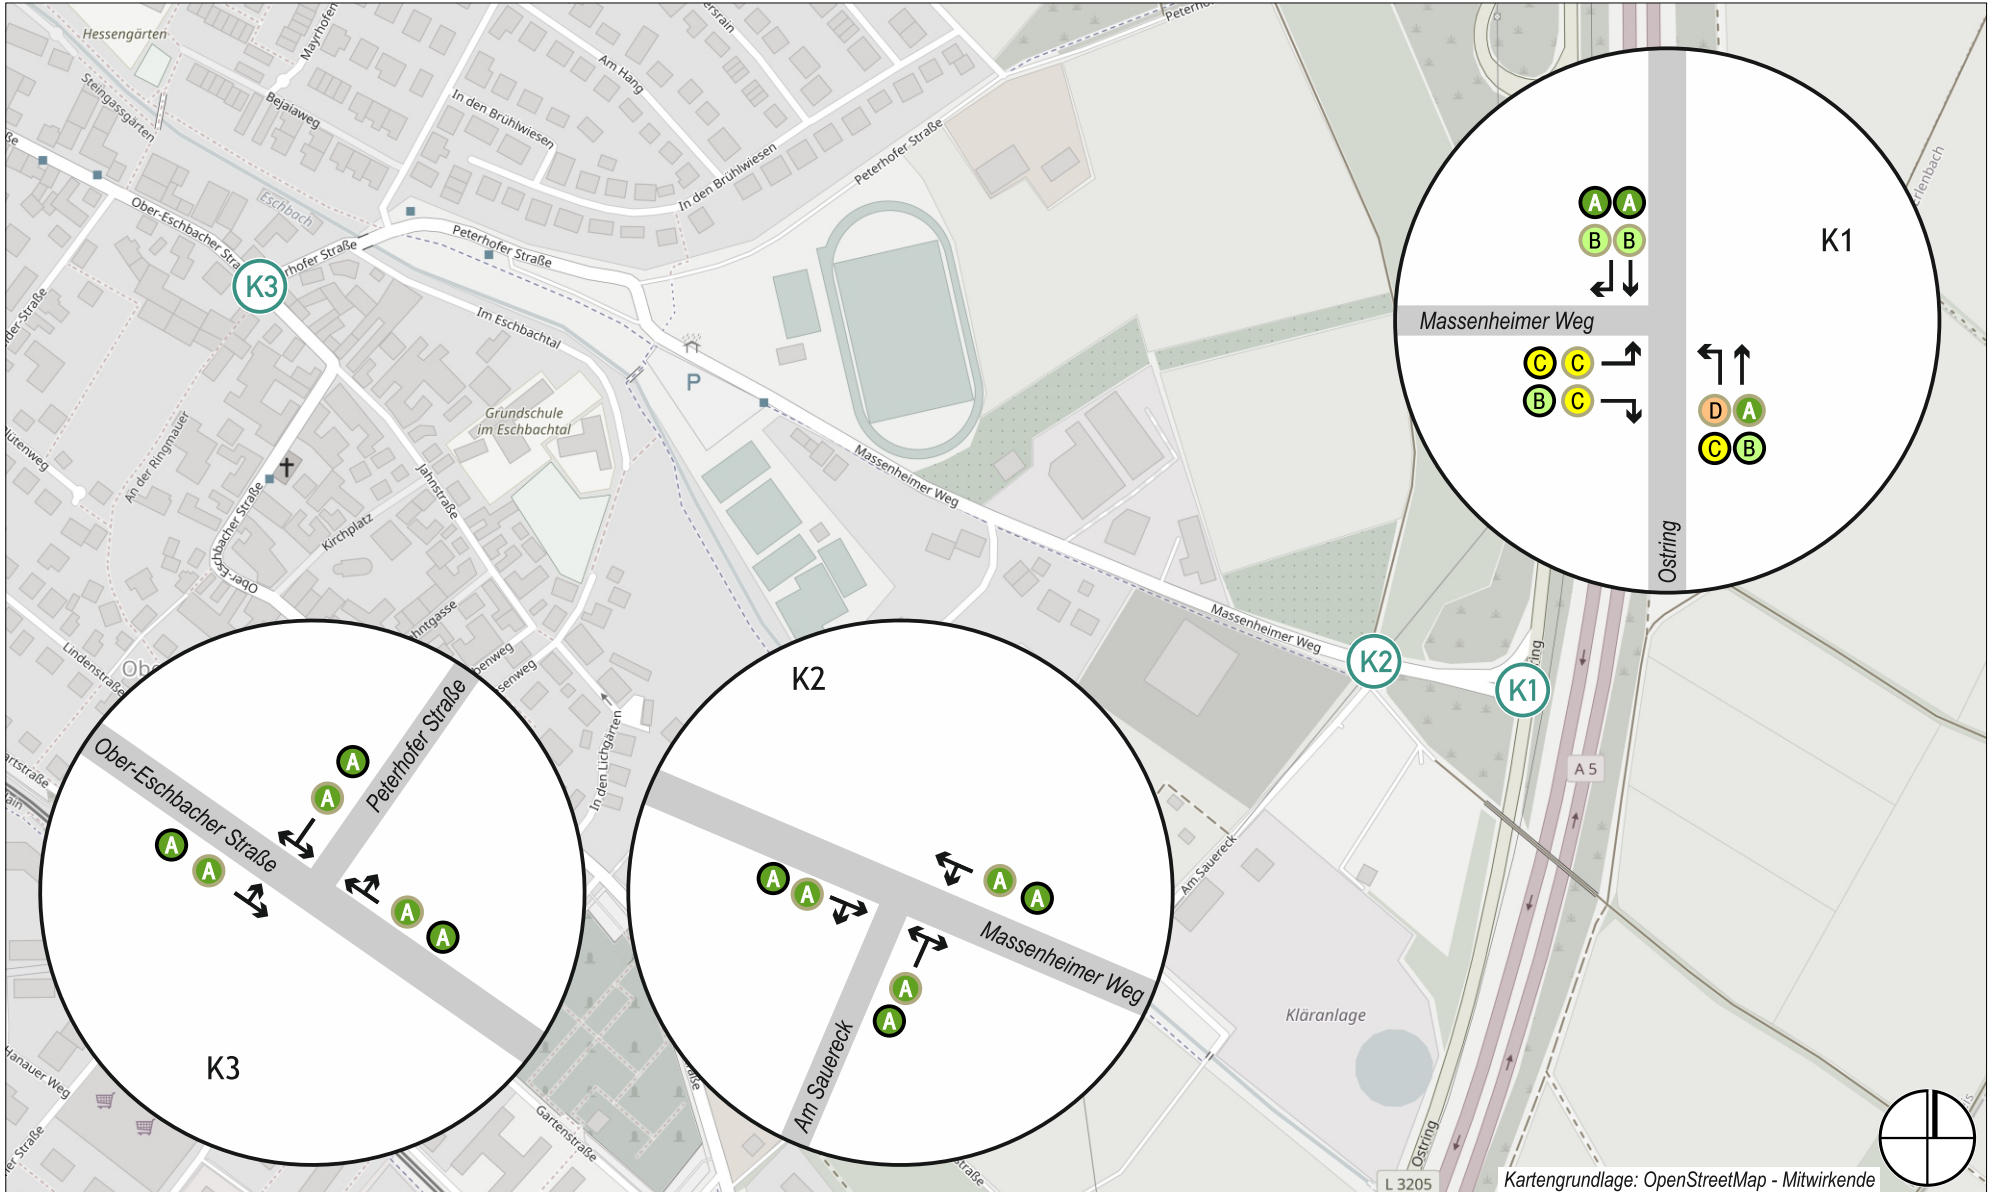 Hessengärten
Mayrhofen
Steingassgärten
Bejaiaweg
Am Hang
In den Brühlwiesen
In den Brühlwiesen
Peterhofer Straße
Ober-Eschbacher
Eschbach
Peterhofer Straße
K3
Im Eschbachtal
P
Grundschule
im Eschbachtal
An der Ringmauer
Jahnstraße
Kirchplatz
Ober-Eschbacher Straße
Lindenstraße
In den Lichgärten
Massenheimer Weg
Massenheimer Weg
K2
K1
A 5
Am Sauereck
Kläranlage
Ostring
L 3205
Hanauer Weg
Gartenstraße
K1
A A
B B
Massenheimer Weg
C C
B C
D A
C B
Ostring
K2
A A
A A
A
A
Massenheimer Weg
Am Sauereck
Ober-Eschbacher Straße
Peterhofer Straße
A
A
A A
A A
K3
Kartengrundlage: OpenStreetMap - Mitwirkende